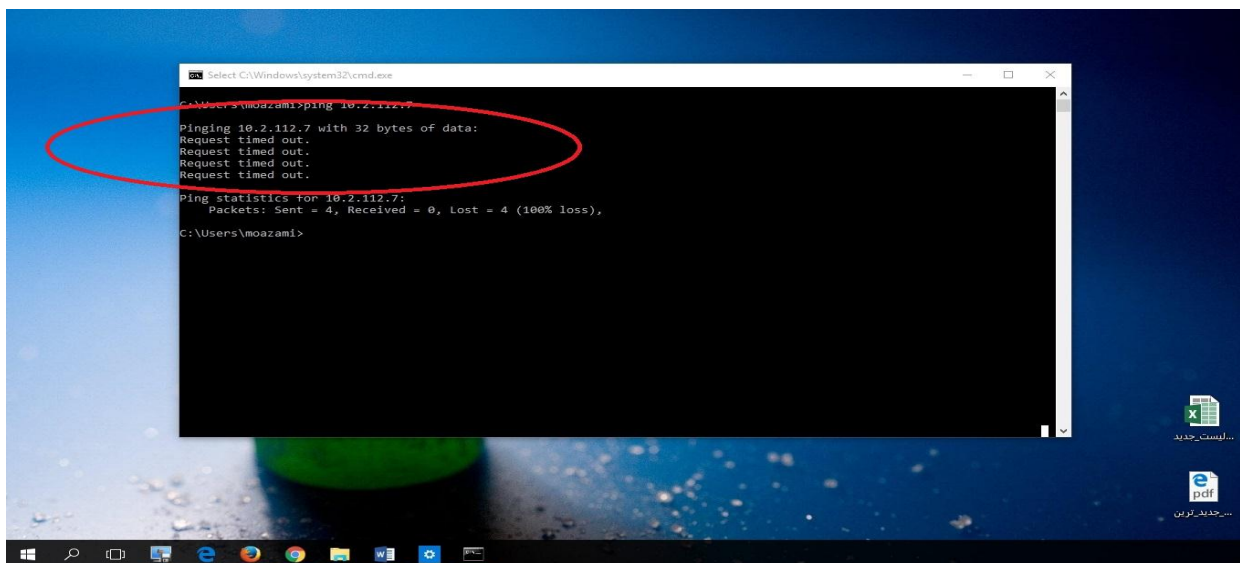 Select C:\Windows\system32\cmd.exe
C:\Users\moazami>ping 10.2.112.7
Pinging 10.2.112.7 with 32 bytes of data:
Request timed out.
Request timed out.
Request timed out.
Request timed out.
Ping statistics for 10.2.112.7:
Packets: Sent = 4, Received = 0, Lost = 4 (100% loss),
C:\Users\moazami>
لیست_جدید...
pdf
جدید_ترین_...